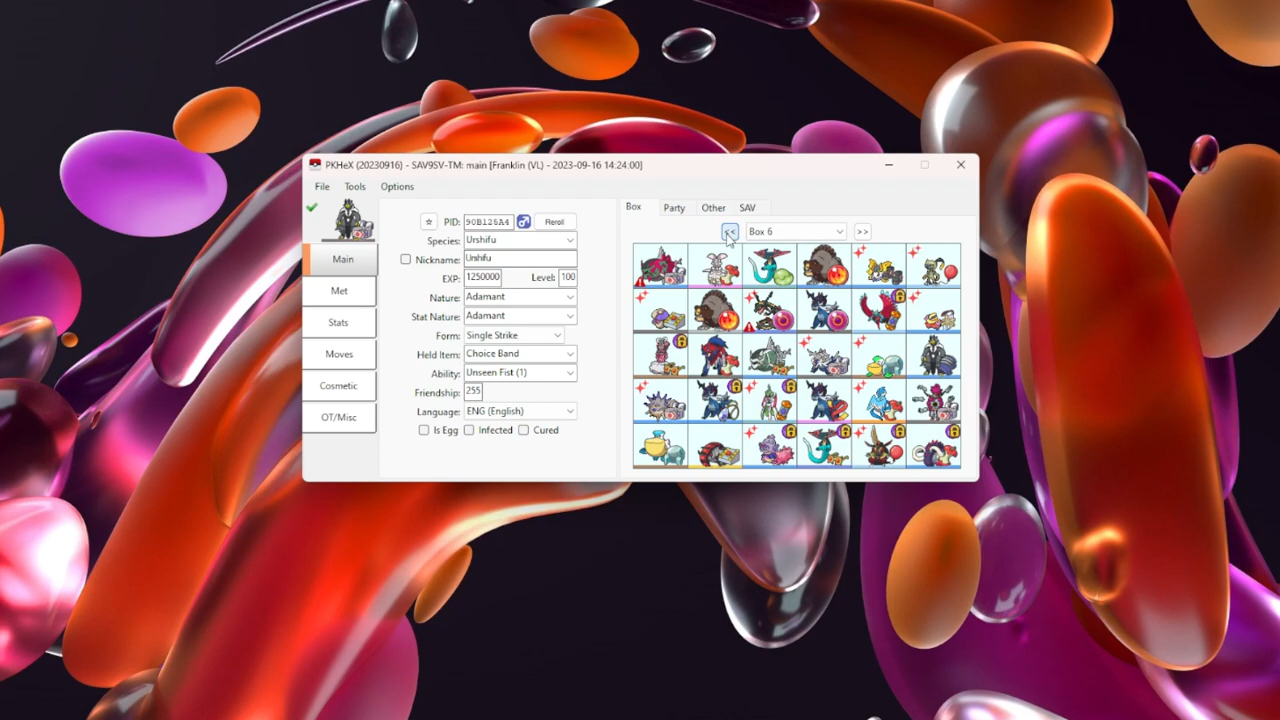 PKHeX (20230916) - SAV9SV-TM: main [Franklin (VL) - 2023-09-16 14:24:00]
File Tools Options
Box Party Other SAV
PID: 90B125A4 Reroll
<< Box 6 >>
Species: Urshifu
Nickname: Urshifu
Main
EXP: 1250000 Level: 100
Met
Nature: Adamant
Stat Nature: Adamant
Stats
Form: Single Strike
Moves
Held Item: Choice Band
Ability: Unseen Fist (1)
Cosmetic
Friendship: 255
Language: ENG (English)
OT/Misc
Is Egg Infected Cured